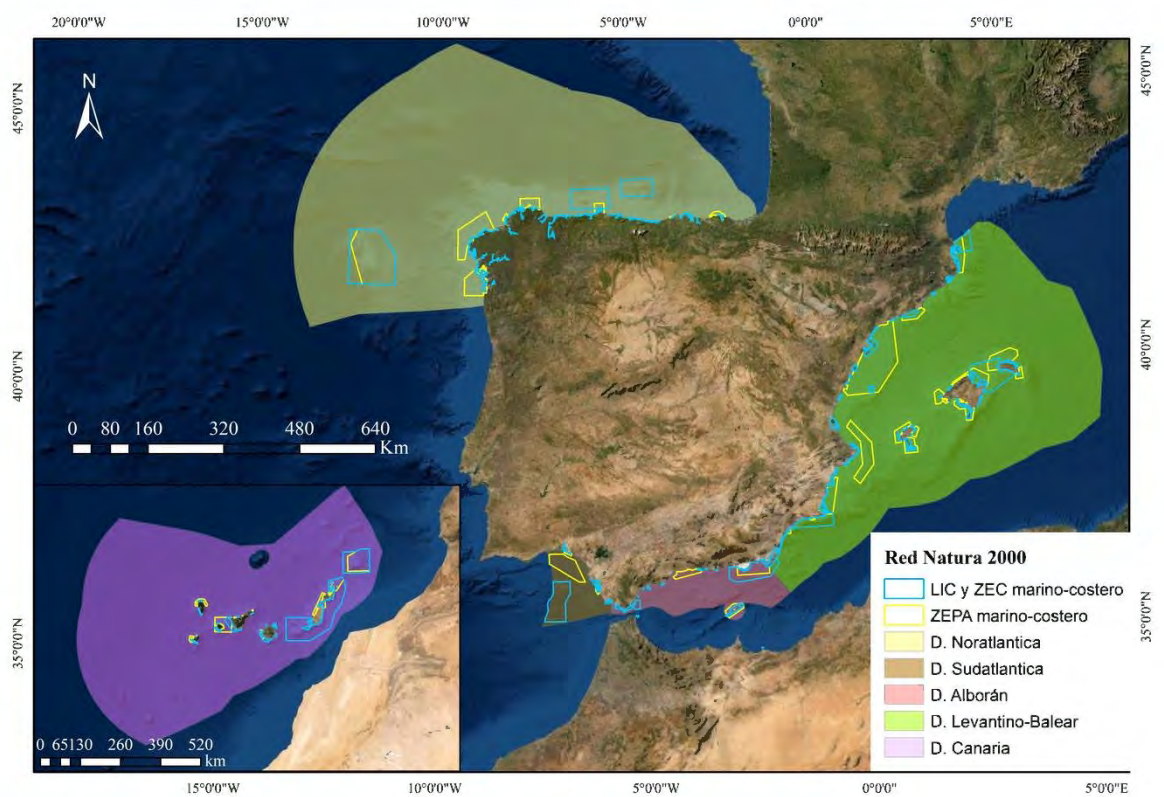 20°0'0"W 15°0'0"W 10°0'0"W 5°0'0"W 0°0'0" 5°0'0"E
45°0'0"N
45°0'0"N
N
40°0'0"N
40°0'0"N
0 80 160 320 480 640
Km
35°0'0"N
35°0'0"N
Red Natura 2000
LIC y ZEC marino-costero
ZEPA marino-costero
D. Noratlantica
D. Sudatlantica
D. Alborán
D. Levantino-Balear
D. Canaria
0 65130 260 390 520
km
15°0'0"W 10°0'0"W 5°0'0"W 0°0'0" 5°0'0"E